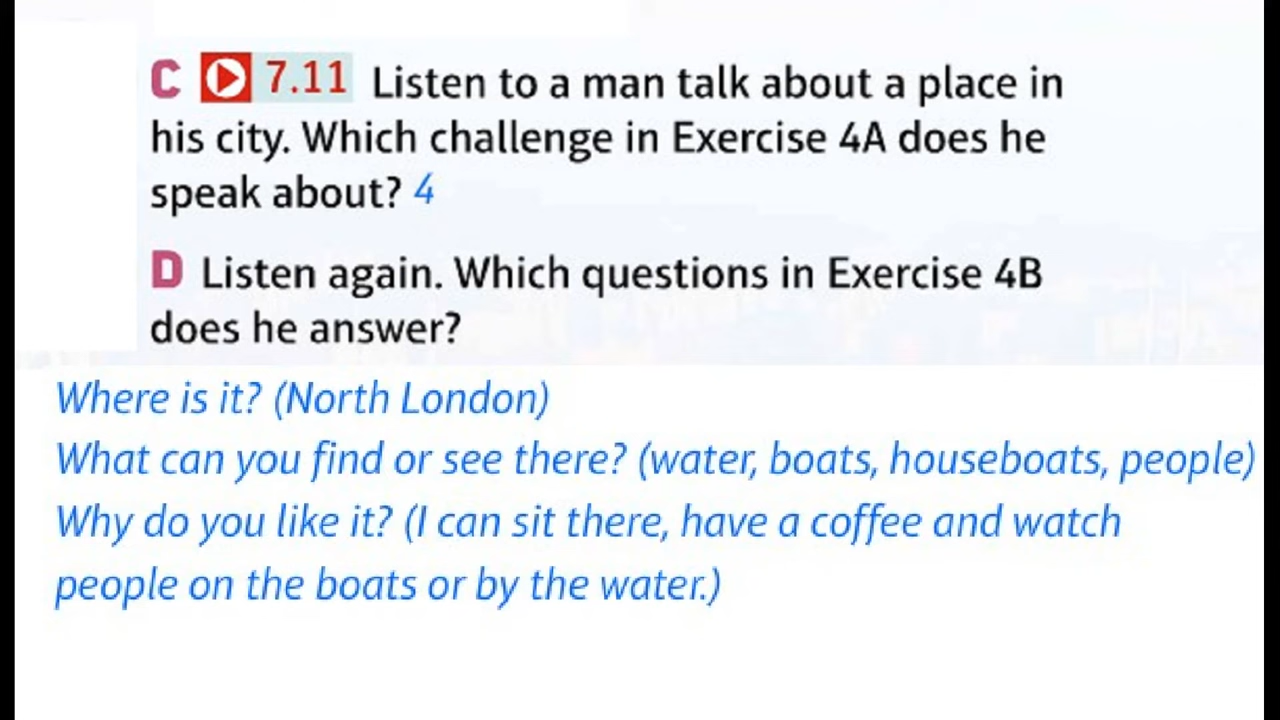 C 7.11 Listen to a man talk about a place in
his city. Which challenge in Exercise 4A does he
speak about? 4
D Listen again. Which questions in Exercise 4B
does he answer?
Where is it? (North London)
What can you find or see there? (water, boats, houseboats, people)
Why do you like it? (I can sit there, have a coffee and watch
people on the boats or by the water.)